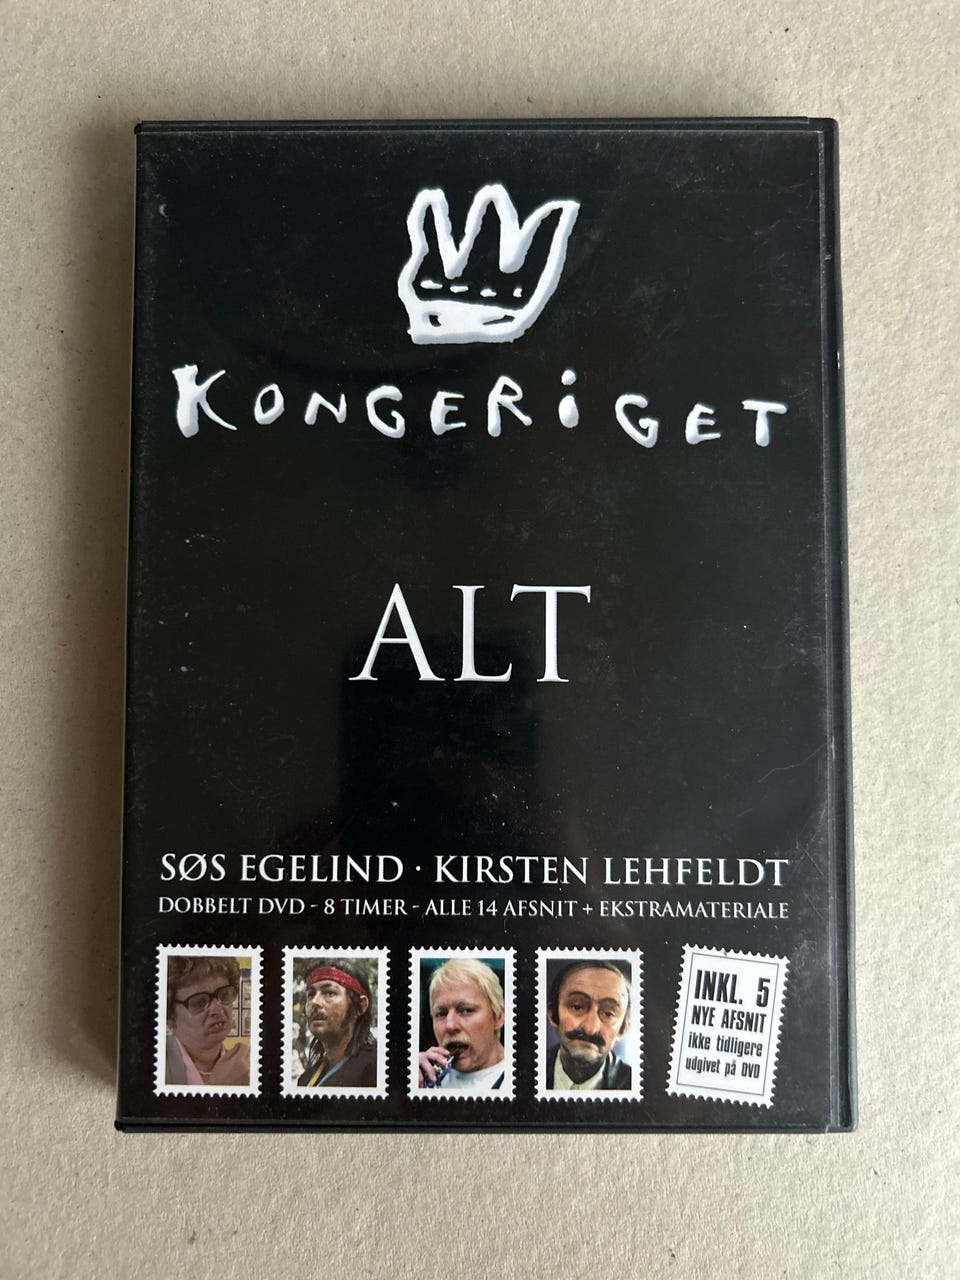 KONGERiGET
ALT
SØS EGELIND · KIRSTEN LEHFELDT
DOBBELT DVD - 8 TIMER - ALLE 14 AFSNIT + EKSTRAMATERIALE
INKL. 5
NYE AFSNIT
ikke tidligere
udgivet på DVD